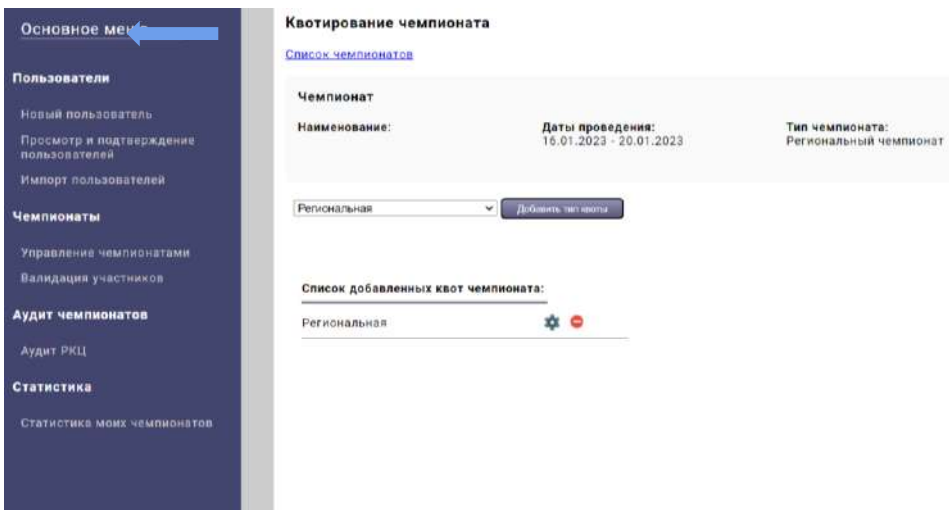 Основное
Пользователи
Новый пользователь
Просмотр и подтверждение
пользователей
Импорт пользователей
Чемпионаты
Управление чемпионатами
Валидация участников
Аудит чемпионатов
Аудит РКЦ
Статистика
Статистика моих чемпионатов
Квотирование чемпионата
Список чемпионатов
Чемпионат
Наименование: Даты проведения: Тип чемпионата:
16.01.2023 - 20.01.2023 Региональный чемпионат
Региональная Добавить тип квоты
Список добавленных квот чемпионата:
Региональная